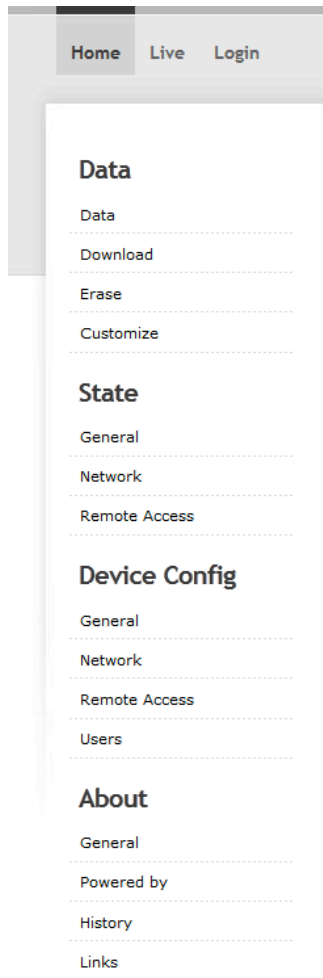 Home Live Login
Data
Data
Download
Erase
Customize
State
General
Network
Remote Access
Device Config
General
Network
Remote Access
Users
About
General
Powered by
History
Links